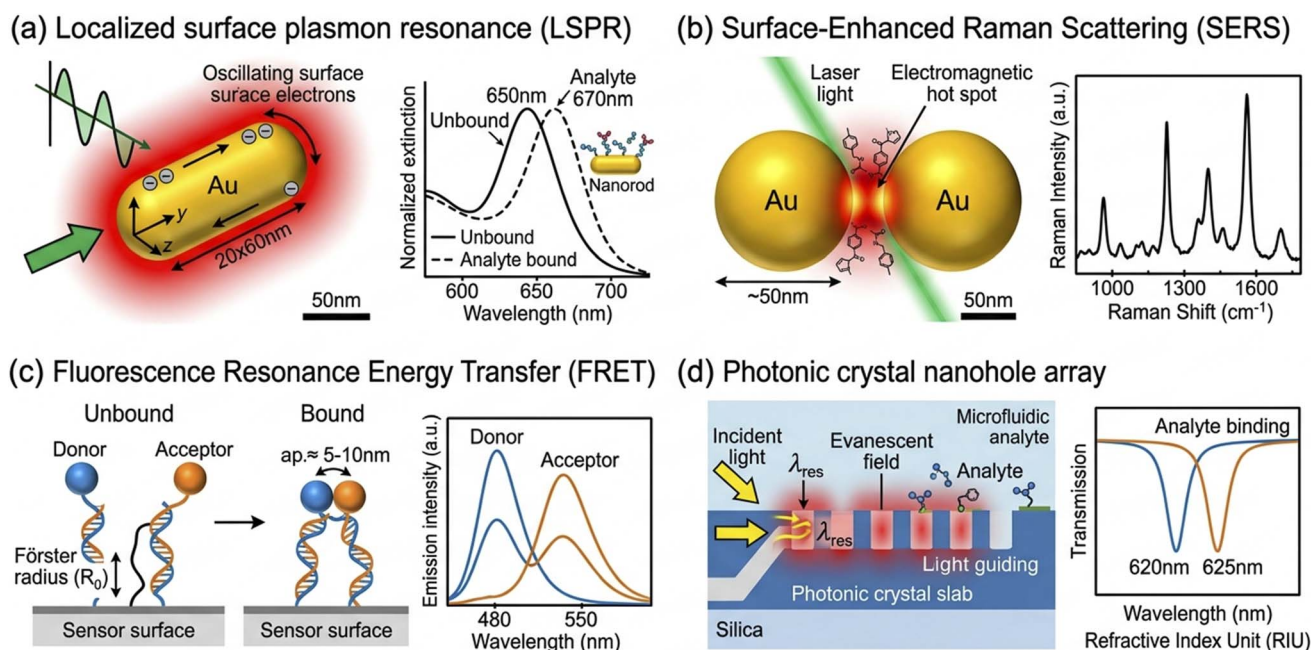 (a) Localized surface plasmon resonance (LSPR)
Oscillating surface
surace electrons
Au
y
z
20x60nm
50nm
Normalized extinction
650nm
Unbound
Analyte
670nm
Nanorod
Unbound
Analyte bound
600
650
700
Wavelength (nm)
(b) Surface-Enhanced Raman Scattering (SERS)
Laser
light
Electromagnetic
hot spot
Au
Au
~50nm
50nm
Raman Intensity (a.u.)
1000
1300
1600
Raman Shift (cm⁻¹)
(c) Fluorescence Resonance Energy Transfer (FRET)
Unbound
Donor
Acceptor
Förster
radius (R₀)
Sensor surface
Bound
ap.≈ 5-10nm
Sensor surface
Emission intensity (a.u.)
Donor
Acceptor
480
550
Wavelength (nm)
(d) Photonic crystal nanohole array
Incident
light
λres
Evanescent
field
Microfluidic
analyte
Analyte
λres
Light guiding
Photonic crystal slab
Silica
Transmission
Analyte binding
620nm
625nm
Wavelength (nm)
Refractive Index Unit (RIU)